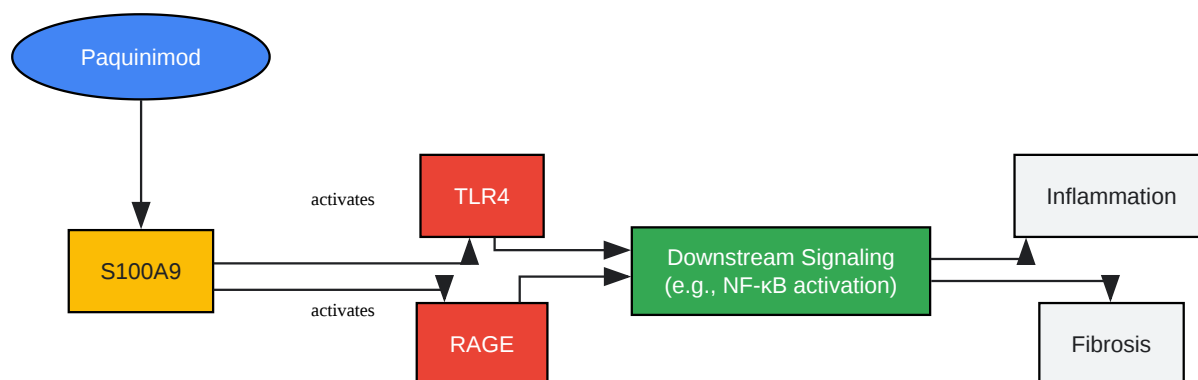 Paquinimod
activates
TLR4
Inflammation
S100A9
Downstream Signaling
(e.g., NF-κB activation)
activates
RAGE
Fibrosis